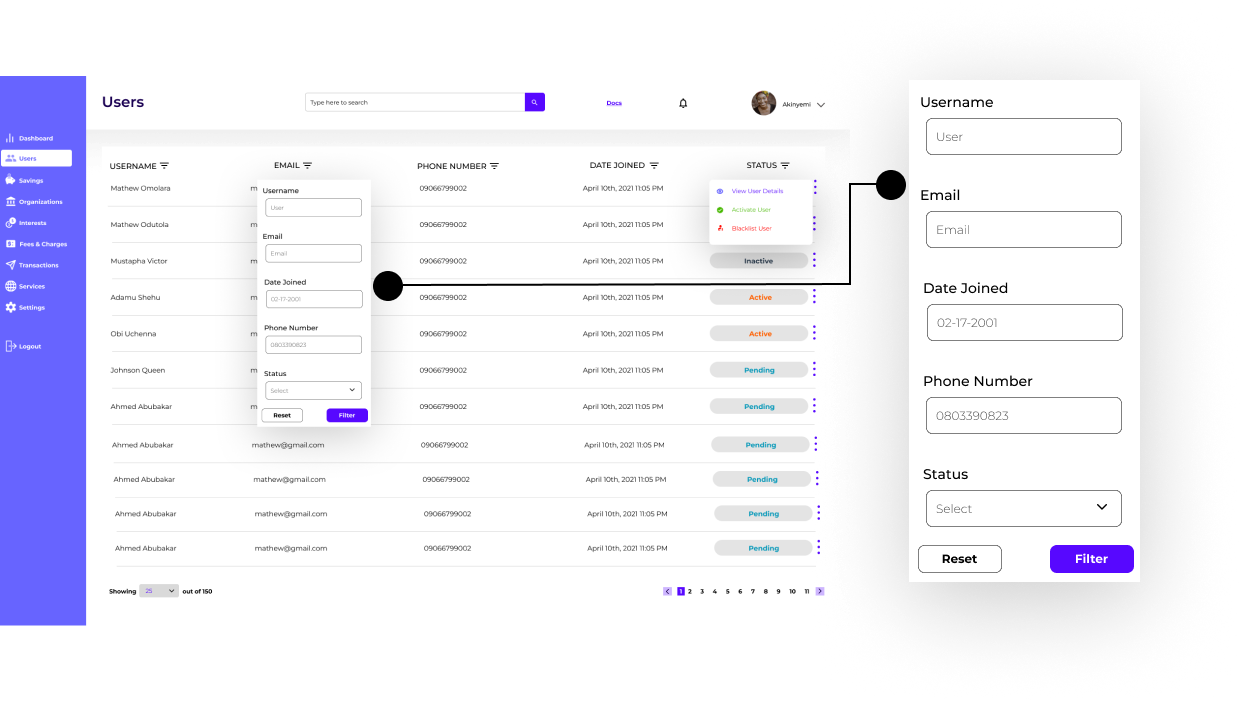 Users
Type here to search
Docs
Akinyemi
Dashboard
Users
Savings
Organizations
Interests
Fees & Charges
Transactions
Services
Settings
Logout
USERNAME EMAIL PHONE NUMBER DATE JOINED STATUS
Mathew Omolara m 09066799002 April 10th, 2021 11:05 PM
Mathew Odutola m 09066799002 April 10th, 2021 11:05 PM
Mustapha Victor m 09066799002 April 10th, 2021 11:05 PM Inactive
Adamu Shehu m 09066799002 April 10th, 2021 11:05 PM Active
Obi Uchenna m 09066799002 April 10th, 2021 11:05 PM Active
Johnson Queen m 09066799002 April 10th, 2021 11:05 PM Pending
Ahmed Abubakar m 09066799002 April 10th, 2021 11:05 PM Pending
Ahmed Abubakar mathew@gmail.com 09066799002 April 10th, 2021 11:05 PM Pending
Ahmed Abubakar mathew@gmail.com 09066799002 April 10th, 2021 11:05 PM Pending
Ahmed Abubakar mathew@gmail.com 09066799002 April 10th, 2021 11:05 PM Pending
Ahmed Abubakar mathew@gmail.com 09066799002 April 10th, 2021 11:05 PM Pending
Username
User
Email
Email
Date Joined
02-17-2001
Phone Number
0803390823
Status
Select
Reset Filter
View User Details
Activate User
Blacklist User
Showing 25 out of 150
1 2 3 4 5 6 7 8 9 10 11
Username
User
Email
Email
Date Joined
02-17-2001
Phone Number
0803390823
Status
Select
Reset Filter